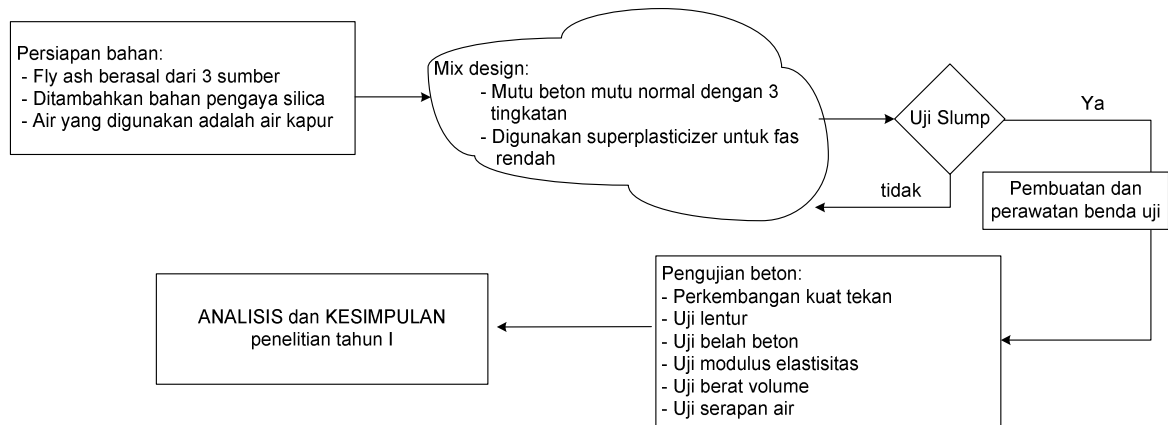 Persiapan bahan:
- Fly ash berasal dari 3 sumber
- Ditambahkan bahan pengaya silica
- Air yang digunakan adalah air kapur
Mix design:
- Mutu beton mutu normal dengan 3
tingkatan
- Digunakan superplasticizer untuk fas
rendah
Uji Slump
Ya
tidak
Pembuatan dan
perawatan benda uji
Pengujian beton:
- Perkembangan kuat tekan
- Uji lentur
- Uji belah beton
- Uji modulus elastisitas
- Uji berat volume
- Uji serapan air
ANALISIS dan KESIMPULAN
penelitian tahun I